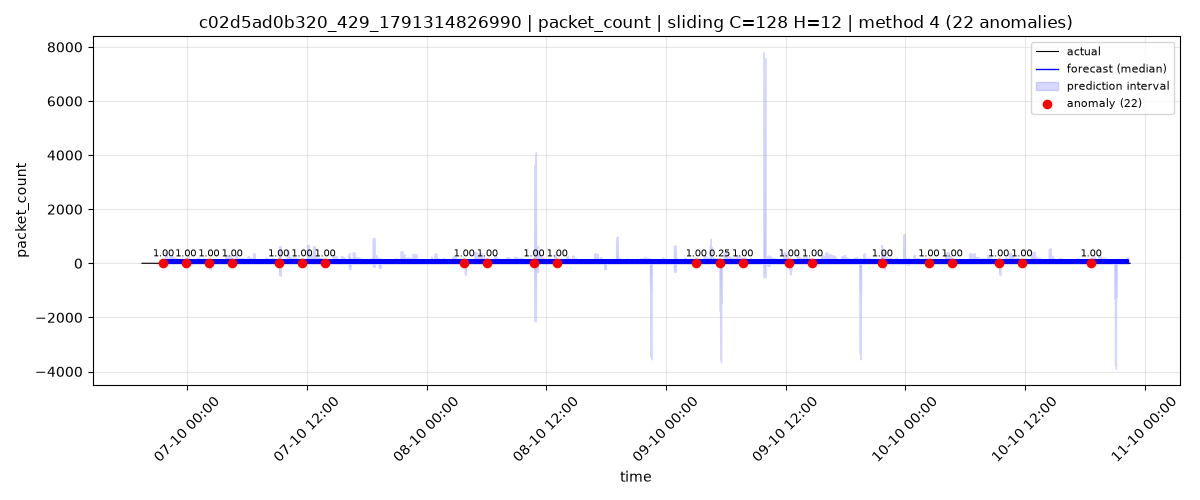 c02d5ad0b320_429_1791314826990 | packet_count | sliding C=128 H=12 | method 4 (22 anomalies)
packet_count
8000
6000
4000
2000
0
−2000
−4000
actual
forecast (median)
prediction interval
anomaly (22)
1.00 1.00 1.00 1.00 1.00 1.00 1.00 1.00 1.00 1.00 1.00 1.00 0.25 1.00 1.00 1.00 1.00 1.00 1.00 1.00 1.00 1.00
07-10 00:00
07-10 12:00
08-10 00:00
08-10 12:00
09-10 00:00
09-10 12:00
10-10 00:00
10-10 12:00
11-10 00:00
time